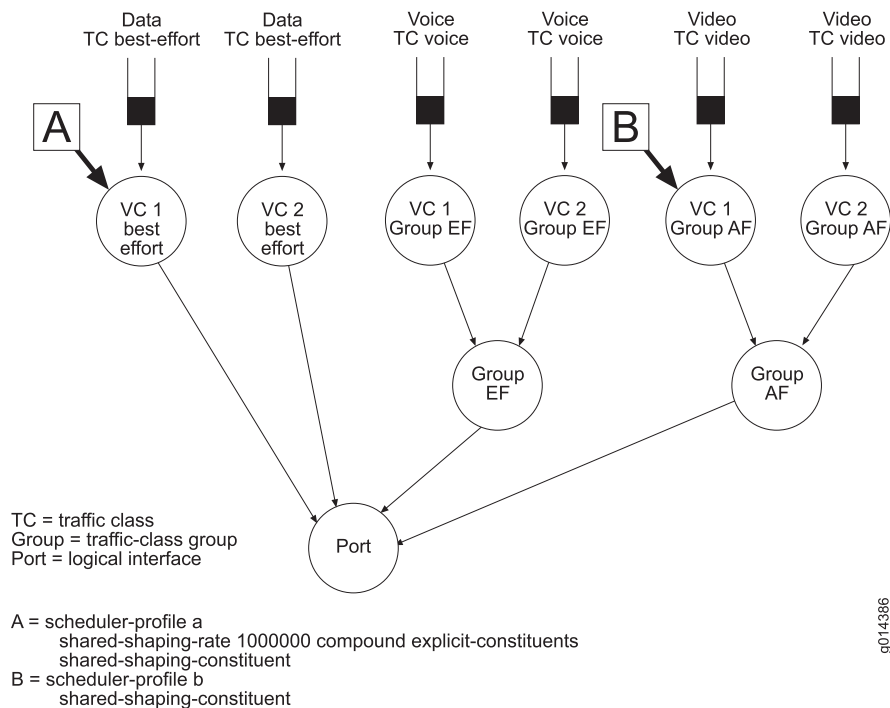 Data
TC best-effort
Data
TC best-effort
Voice
TC voice
Voice
TC voice
Video
TC video
Video
TC video
A
B
VC 1
best
effort
VC 2
best
effort
VC 1
Group EF
VC 2
Group EF
VC 1
Group AF
VC 2
Group AF
Group
EF
Group
AF
Port
TC = traffic class
Group = traffic-class group
Port = logical interface
A = scheduler-profile a
shared-shaping-rate 1000000 compound explicit-constituents
shared-shaping-constituent
B = scheduler-profile b
shared-shaping-constituent
g014386